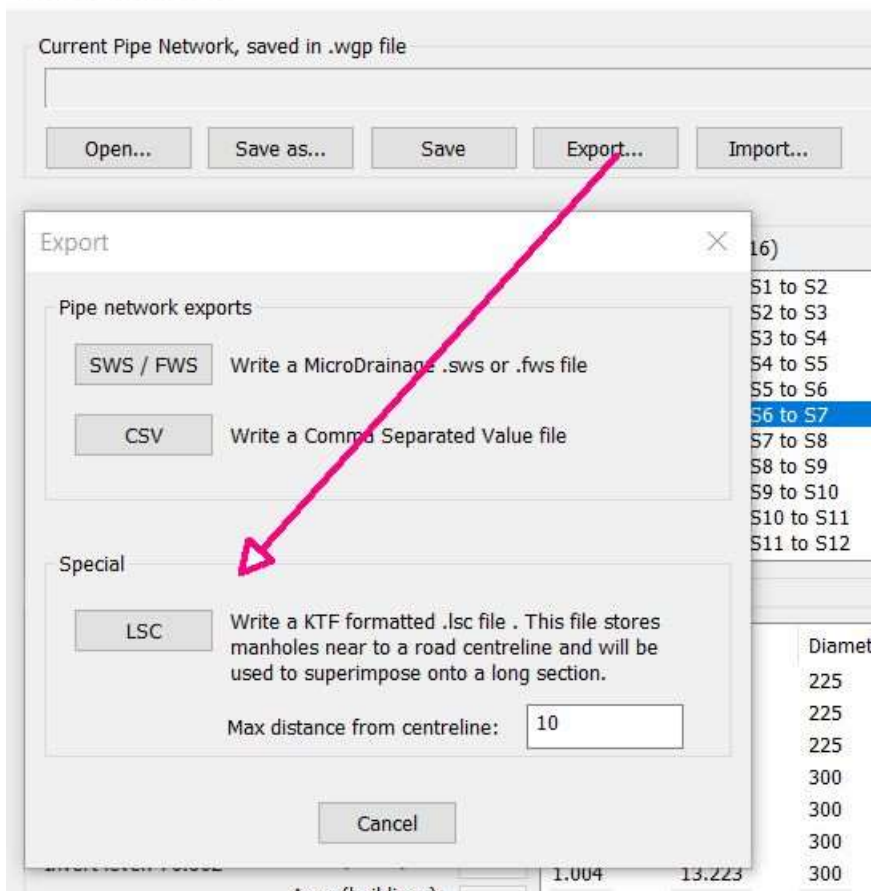 Current Pipe Network, saved in .wgp file
Open...
Save as...
Save
Export...
Import...
Export
Pipe network exports
SWS / FWS
Write a MicroDrainage .sws or .fws file
CSV
Write a Comma Separated Value file
Special
LSC
Write a KTF formatted .lsc file . This file stores
manholes near to a road centreline and will be
used to superimpose onto a long section.
Max distance from centreline:
10
Cancel
16)
S1 to S2
S2 to S3
S3 to S4
S4 to S5
S5 to S6
S6 to S7
S7 to S8
S8 to S9
S9 to S10
S10 to S11
S11 to S12
Diamet
225
225
225
300
300
300
1.004 13.223 300